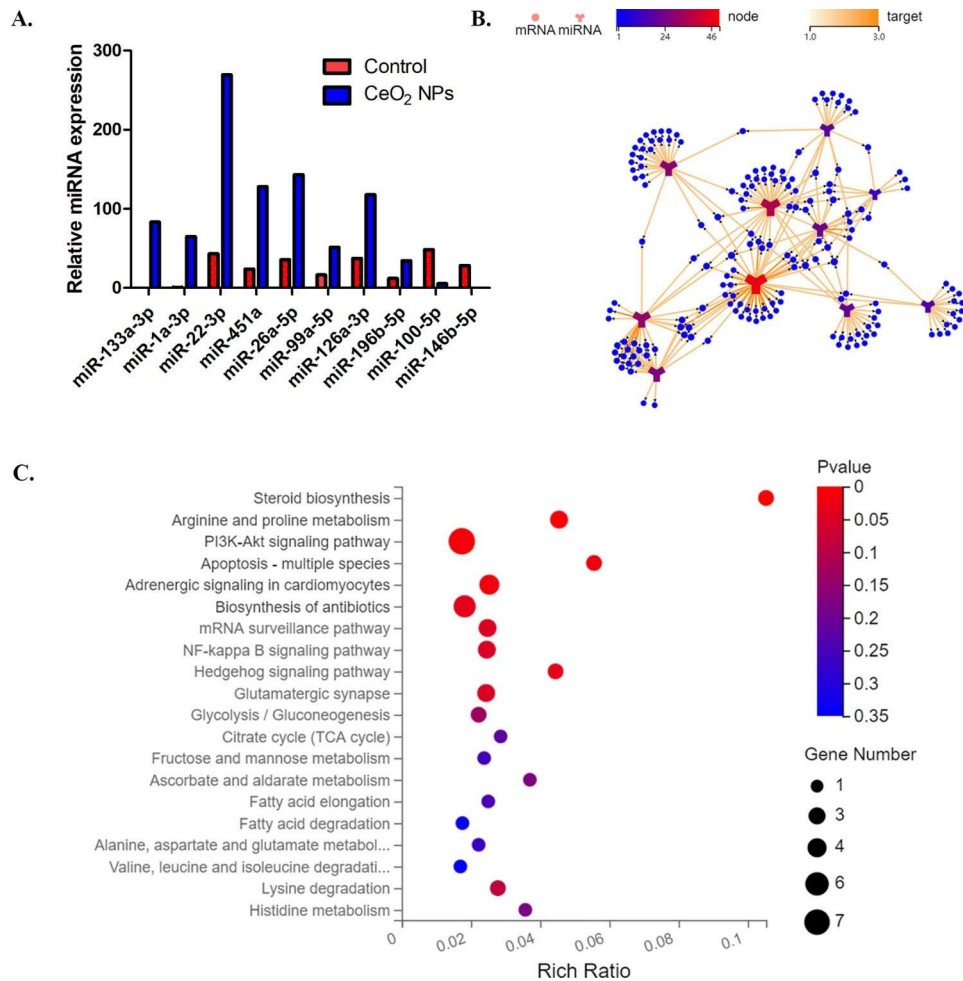 A.
Relative miRNA expression
300
200
100
0
Control
CeO₂ NPs
miR-133a-3p
miR-1a-3p
miR-22-3p
miR-451a
miR-26a-5p
miR-99a-5p
miR-126a-3p
miR-196b-5p
miR-100-5p
miR-146b-5p
B.
mRNA miRNA
node
1 24 46
target
1.0 3.0
C.
Steroid biosynthesis
Arginine and proline metabolism
PI3K-Akt signaling pathway
Apoptosis - multiple species
Adrenergic signaling in cardiomyocytes
Biosynthesis of antibiotics
mRNA surveillance pathway
NF-kappa B signaling pathway
Hedgehog signaling pathway
Glutamatergic synapse
Glycolysis / Gluconeogenesis
Citrate cycle (TCA cycle)
Fructose and mannose metabolism
Ascorbate and aldarate metabolism
Fatty acid elongation
Fatty acid degradation
Alanine, aspartate and glutamate metabol...
Valine, leucine and isoleucine degradati...
Lysine degradation
Histidine metabolism
0 0.02 0.04 0.06 0.08 0.1
Rich Ratio
Pvalue
0
0.05
0.1
0.15
0.2
0.25
0.3
0.35
Gene Number
1
3
4
6
7